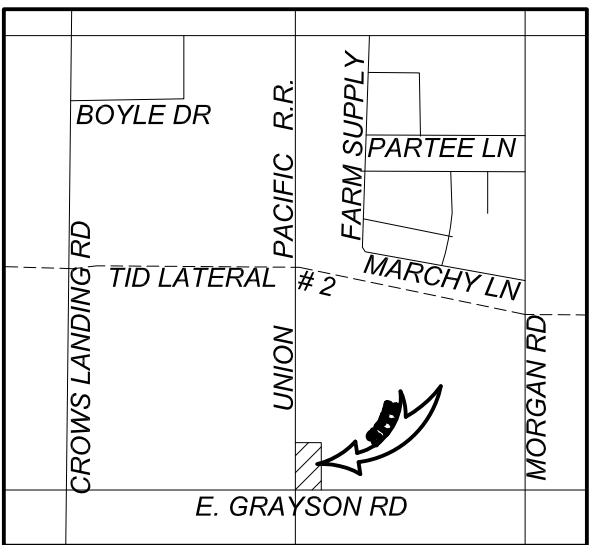 BOYLE DR
PACIFIC R.R.
FARM SUPPLY
PARTEE LN
CROWS LANDING RD
TID LATERAL # 2
MARCHY LN
UNION
MORGAN RD
SITE
E. GRAYSON RD